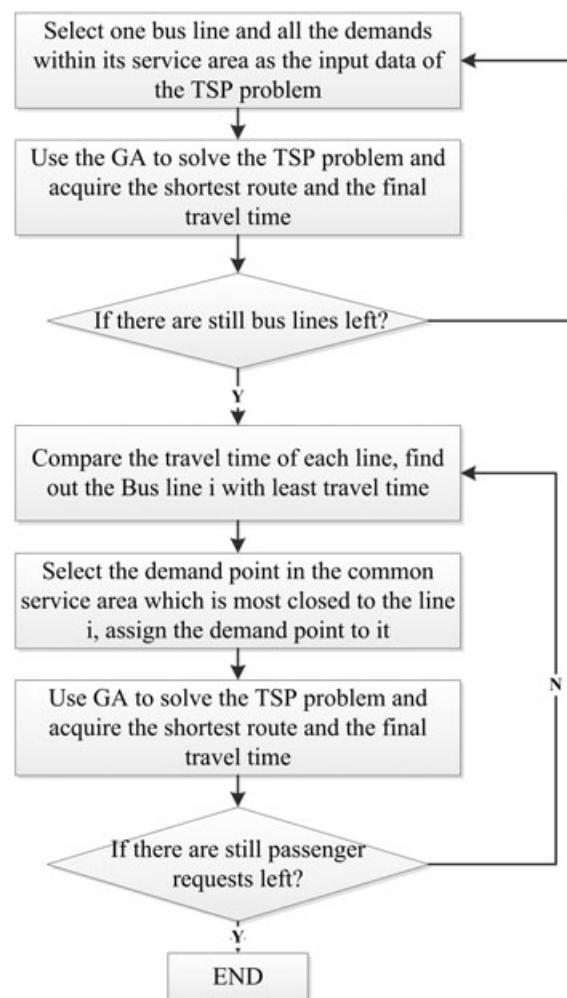 Select one bus line and all the demands
within its service area as the input data of
the TSP problem
Use the GA to solve the TSP problem and
acquire the shortest route and the final
travel time
If there are still bus lines left?
Y
Compare the travel time of each line, find
out the Bus line i with least travel time
Select the demand point in the common
service area which is most closed to the line
i, assign the demand point to it
N
Use GA to solve the TSP problem and
acquire the shortest route and the final
travel time
If there are still passenger
requests left?
Y
END